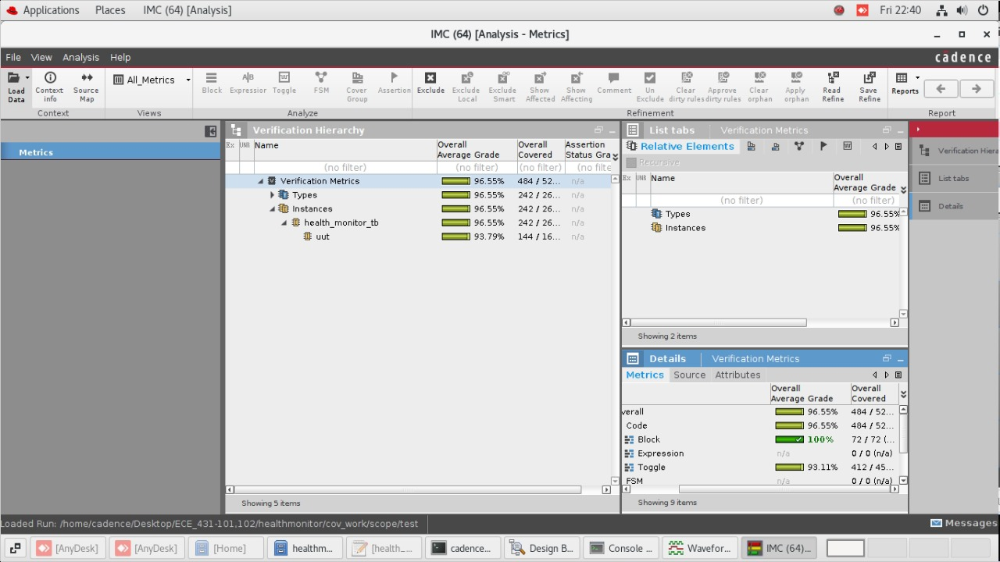 Applications Places IMC (64) [Analysis] Fri 22:40
IMC (64) [Analysis - Metrics]
File View Analysis Help cādence
Load Data Context info Source Map All_Metrics Block Expression Toggle FSM Cover Group Assertion Exclude Exclude Local Exclude Smart Show Affected Show Affecting Comment Un Exclude Clear dirty rules Approve dirty rules Clear orphan Apply orphan Read Refine Save Refine Reports
Context Views Analyze Refinement Report
Metrics
Verification Hierarchy
Ex UNR Name Overall Average Grade Overall Covered Assertion Status Gra
(no filter) (no filter) (no filter) (no filte
Verification Metrics 96.55% 484 / 52... n/a
Types 96.55% 242 / 26... n/a
Instances 96.55% 242 / 26... n/a
health_monitor_tb 96.55% 242 / 26... n/a
uut 93.79% 144 / 16... n/a
Showing 5 items
List tabs Verification Metrics
Relative Elements
Recursive
Ex UNR Name Overall Average Grade
(no filter) (no filter)
Types 96.55%
Instances 96.55%
Showing 2 items
Details Verification Metrics
Metrics Source Attributes
Overall Average Grade Overall Covered
verall 96.55% 484 / 52...
Code 96.55% 484 / 52...
Block 100% 72 / 72 (...
Expression n/a 0 / 0 (n/a)
Toggle 93.11% 412 / 45...
FSM n/a 0 / 0 (n/a)
Showing 9 items
Verification Hiera
List tabs
Details
Loaded Run: /home/cadence/Desktop/ECE_431-101,102/healthmonitor/cov_work/scope/test Messages
[AnyDesk] [AnyDesk] [Home] healthm... [health_... cadence... Design B... Console ... Wavefor... IMC (64)...